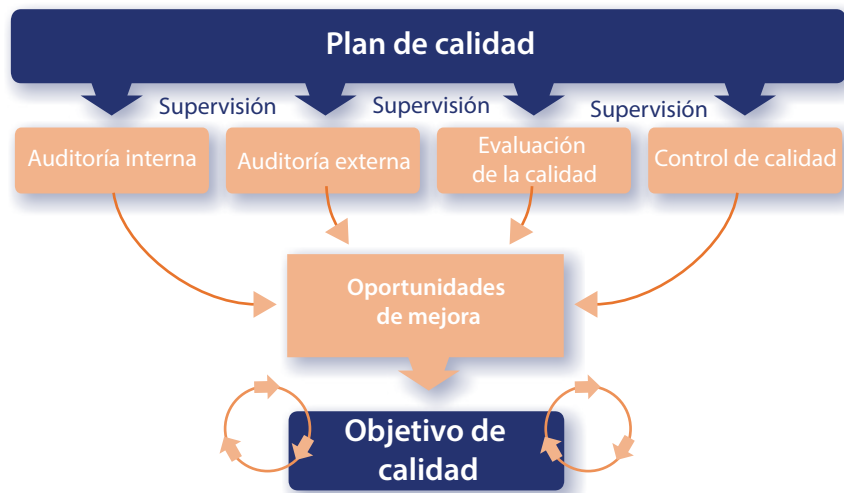 Plan de calidad
Supervisión
Supervisión
Supervisión
Auditoría interna
Auditoría externa
Evaluación
de la calidad
Control de calidad
Oportunidades
de mejora
Objetivo de
calidad